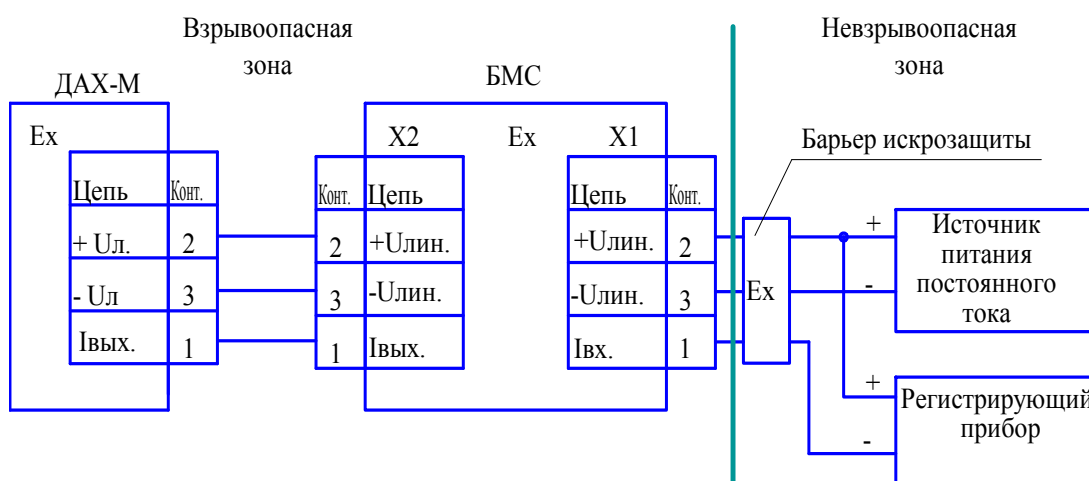 Взрывоопасная
зона
Невзрывоопасная
зона
ДАХ-М
БМС
Барьер искрозащиты
Ex
X2
Ex
X1
Цепь
Конт.
+ Uл.
2
- Uл
3
Iвых.
1
Конт.
Цепь
2
+Uлин.
3
-Uлин.
1
Iвых.
Цепь
Конт.
+Uлин.
2
-Uлин.
3
Iвх.
1
Ex
+
-
Источник
питания
постоянного
тока
+
-
Регистрирующий
прибор